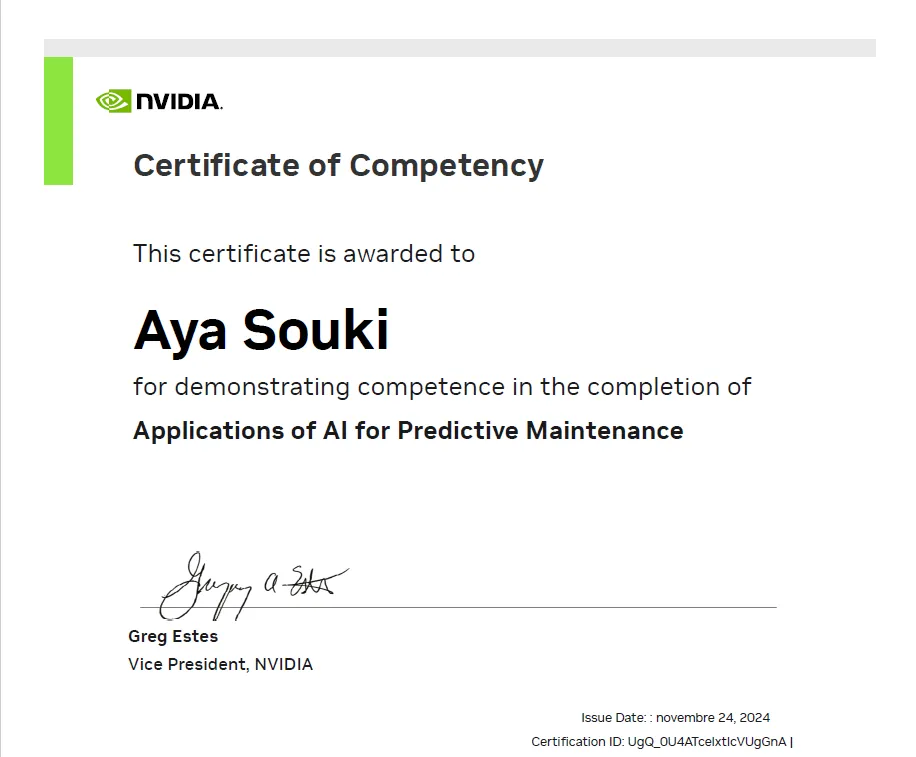 NVIDIA.
Certificate of Competency
This certificate is awarded to
Aya Souki
for demonstrating competence in the completion of
Applications of AI for Predictive Maintenance
Greg Estes
Vice President, NVIDIA
Issue Date: : novembre 24, 2024
Certification ID: UgQ_0U4ATceIxtIcVUgGnA |